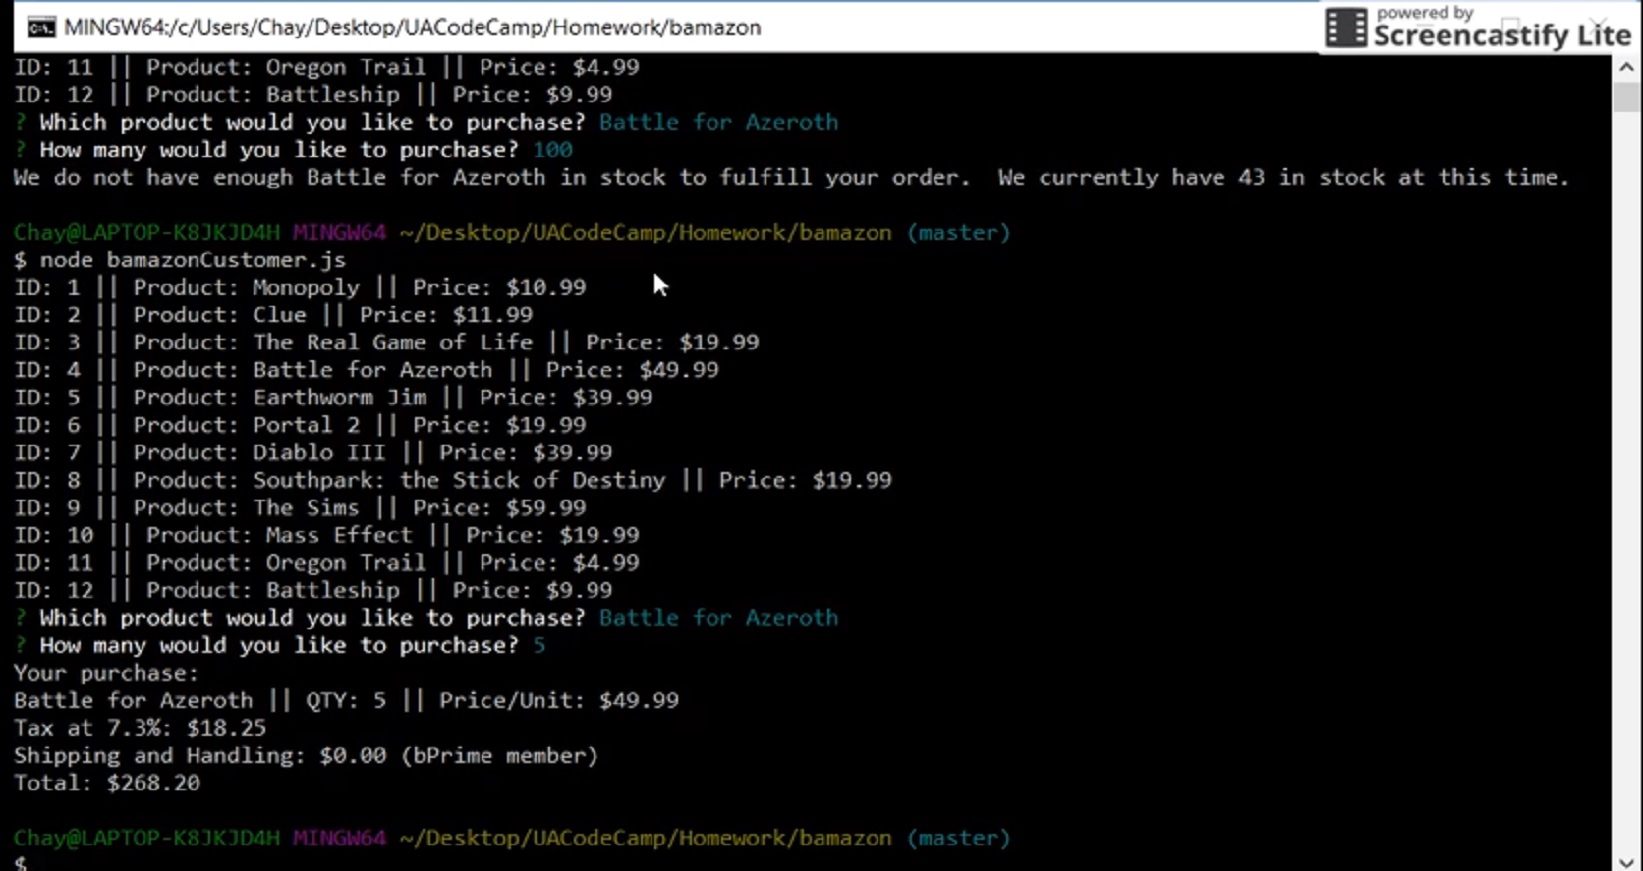 MINGW64:/c/Users/Chay/Desktop/UACodeCamp/Homework/bamazon
powered by
Screencastify Lite
ID: 11 || Product: Oregon Trail || Price: $4.99
ID: 12 || Product: Battleship || Price: $9.99
? Which product would you like to purchase? Battle for Azeroth
? How many would you like to purchase? 100
We do not have enough Battle for Azeroth in stock to fulfill your order.  We currently have 43 in stock at this time.
Chay@LAPTOP-K8JKJD4H MINGW64 ~/Desktop/UACodeCamp/Homework/bamazon (master)
$ node bamazonCustomer.js
ID: 1 || Product: Monopoly || Price: $10.99
ID: 2 || Product: Clue || Price: $11.99
ID: 3 || Product: The Real Game of Life || Price: $19.99
ID: 4 || Product: Battle for Azeroth || Price: $49.99
ID: 5 || Product: Earthworm Jim || Price: $39.99
ID: 6 || Product: Portal 2 || Price: $19.99
ID: 7 || Product: Diablo III || Price: $39.99
ID: 8 || Product: Southpark: the Stick of Destiny || Price: $19.99
ID: 9 || Product: The Sims || Price: $59.99
ID: 10 || Product: Mass Effect || Price: $19.99
ID: 11 || Product: Oregon Trail || Price: $4.99
ID: 12 || Product: Battleship || Price: $9.99
? Which product would you like to purchase? Battle for Azeroth
? How many would you like to purchase? 5
Your purchase:
Battle for Azeroth || QTY: 5 || Price/Unit: $49.99
Tax at 7.3%: $18.25
Shipping and Handling: $0.00 (bPrime member)
Total: $268.20
Chay@LAPTOP-K8JKJD4H MINGW64 ~/Desktop/UACodeCamp/Homework/bamazon (master)
$